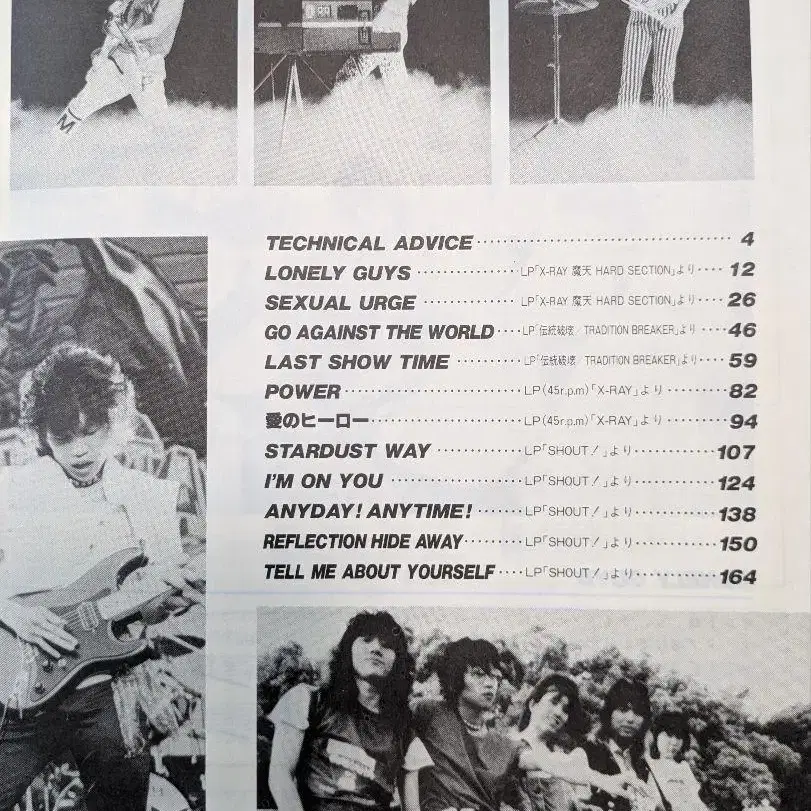 M
TECHNICAL ADVICE 4
LONELY GUYS LP「X-RAY 魔天 HARD SECTION」より 12
SEXUAL URGE LP「X-RAY 魔天 HARD SECTION」より 26
GO AGAINST THE WORLD LP「伝統破壊/TRADITION BREAKER」より 46
LAST SHOW TIME LP「伝統破壊/TRADITION BREAKER」より 59
POWER LP(45r.p.m)「X-RAY」より 82
愛のヒーロー LP(45r.p.m)「X-RAY」より 94
STARDUST WAY LP「SHOUT!」より 107
I'M ON YOU LP「SHOUT!」より 124
ANYDAY! ANYTIME! LP「SHOUT!」より 138
REFLECTION HIDE AWAY LP「SHOUT!」より 150
TELL ME ABOUT YOURSELF LP「SHOUT!」より 164